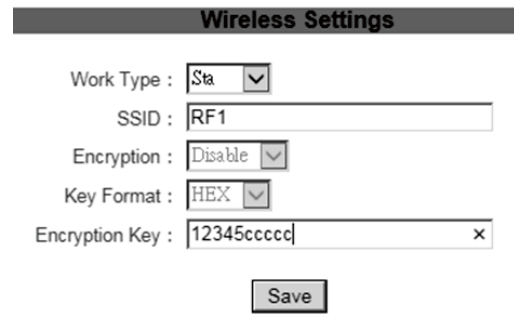 Wireless Settings
Work Type : Sta
SSID : RF1
Encryption : Disable
Key Format : HEX
Encryption Key : 12345ccccc ×
Save